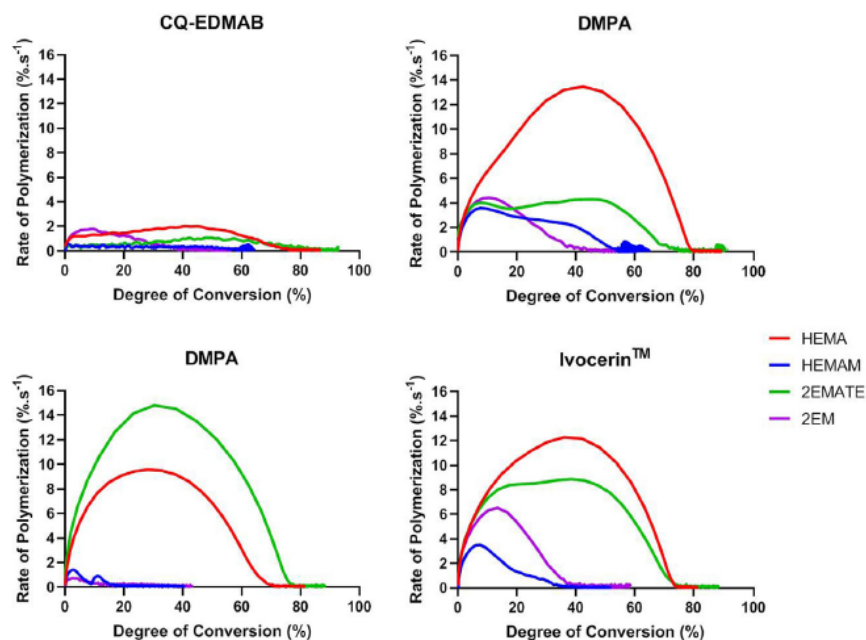 CQ-EDMAB
Rate of Polymerization (%.s⁻¹)
16
14
12
10
8
6
4
2
0
0 20 40 60 80 100
Degree of Conversion (%)
DMPA
Rate of Polymerization (%.s⁻¹)
16
14
12
10
8
6
4
2
0
0 20 40 60 80 100
Degree of Conversion (%)
DMPA
Rate of Polymerization (%.s⁻¹)
16
14
12
10
8
6
4
2
0
0 20 40 60 80 100
Degree of Conversion (%)
Ivocerin™
Rate of Polymerization (%.s⁻¹)
16
14
12
10
8
6
4
2
0
0 20 40 60 80 100
Degree of Conversion (%)
HEMA
HEMAM
2EMATE
2EM